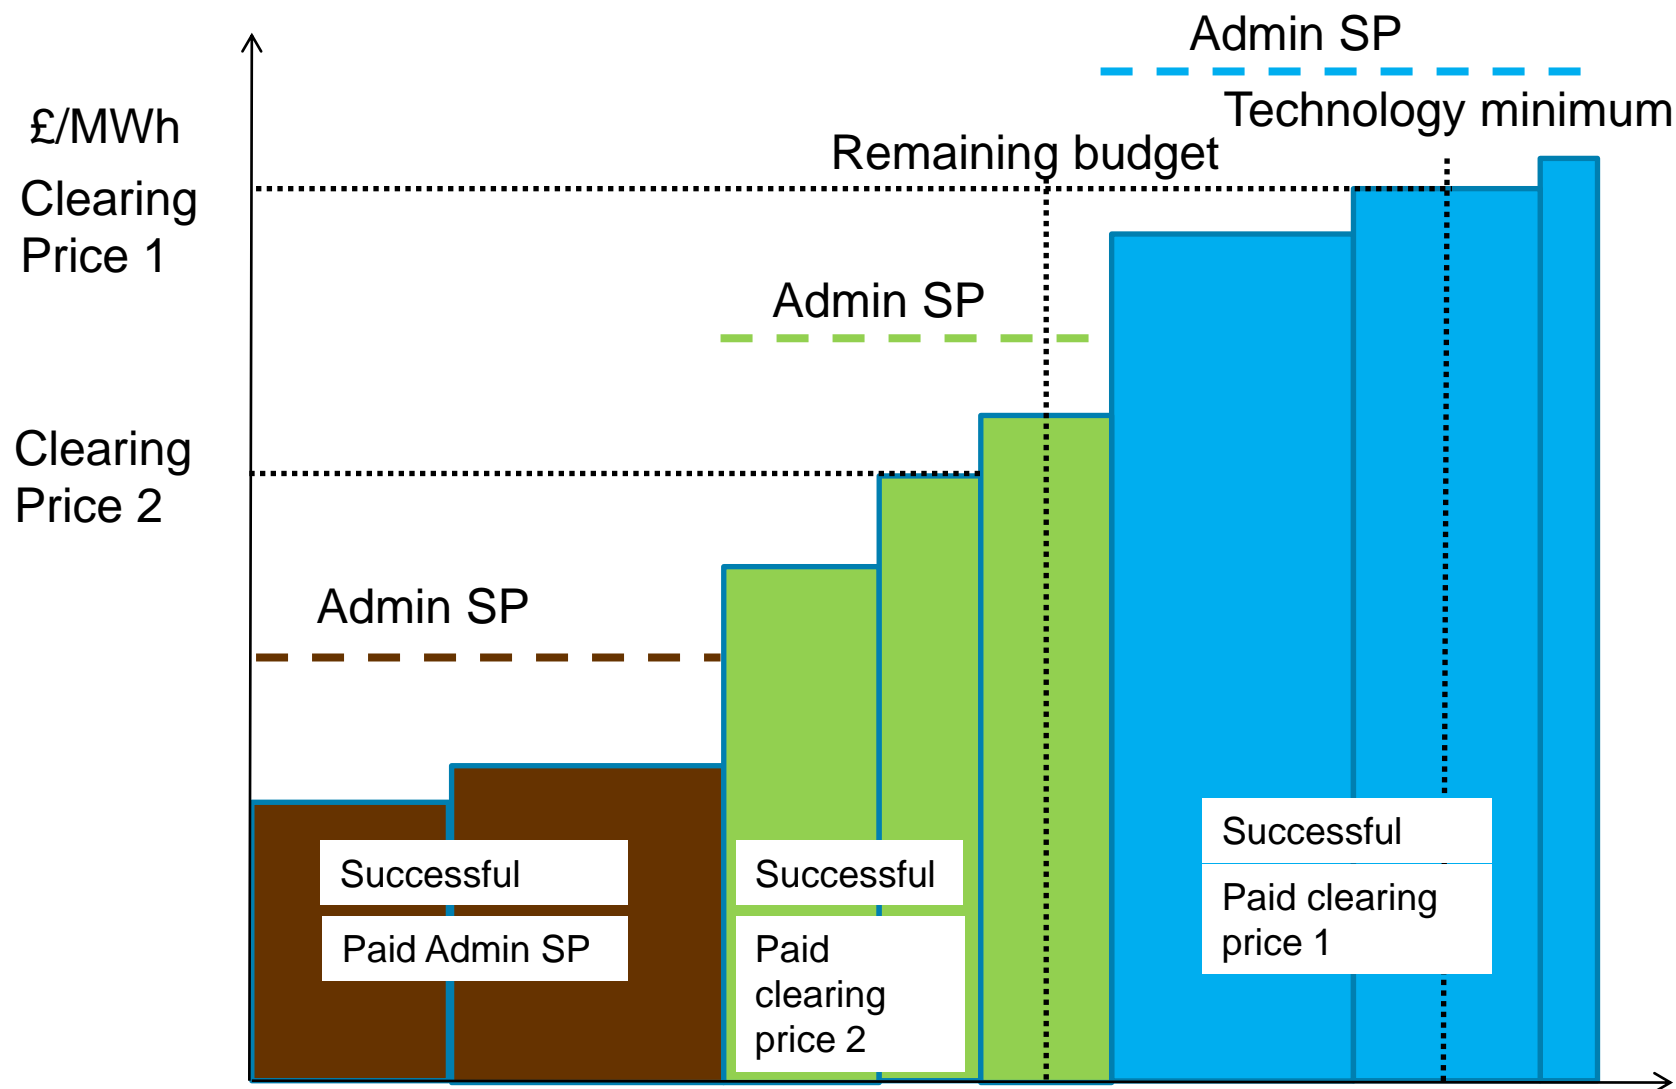 Admin SP
Technology minimum
£/MWh
Remaining budget
Clearing
Price 1
Admin SP
Clearing
Price 2
Admin SP
Successful
Paid Admin SP
Successful
Paid
clearing
price 2
Successful
Paid clearing
price 1